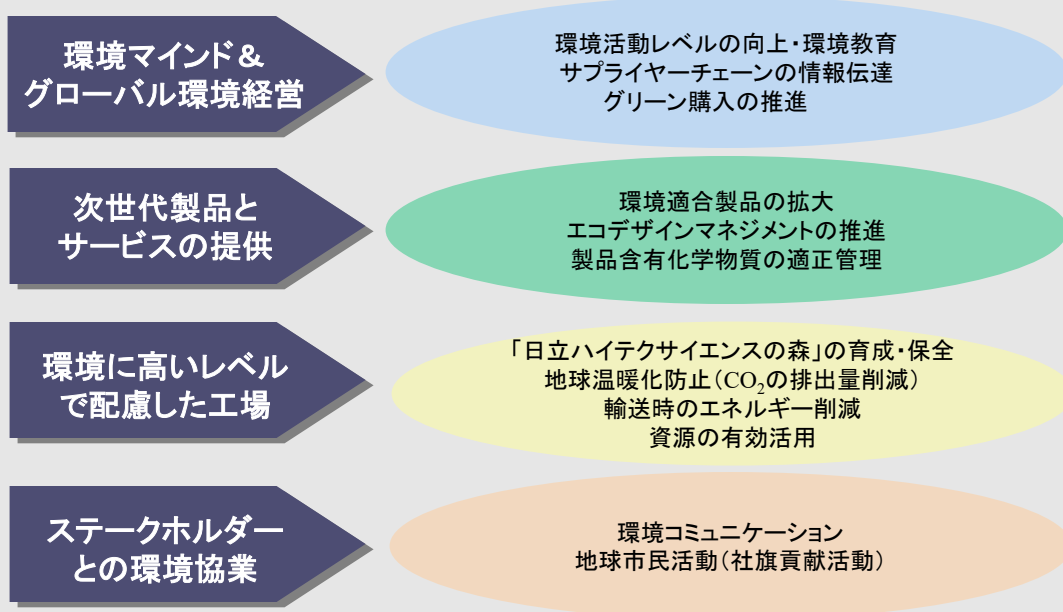 環境マインド＆
グローバル環境経営
環境活動レベルの向上・環境教育
サプライヤーチェーンの情報伝達
グリーン購入の推進
次世代製品と
サービスの提供
環境適合製品の拡大
エコデザインマネジメントの推進
製品含有化学物質の適正管理
環境に高いレベル
で配慮した工場
「日立ハイテクサイエンスの森」の育成・保全
地球温暖化防止（CO₂の排出量削減）
輸送時のエネルギー削減
資源の有効活用
ステークホルダー
との環境協業
環境コミュニケーション
地球市民活動（社旗貢献活動）